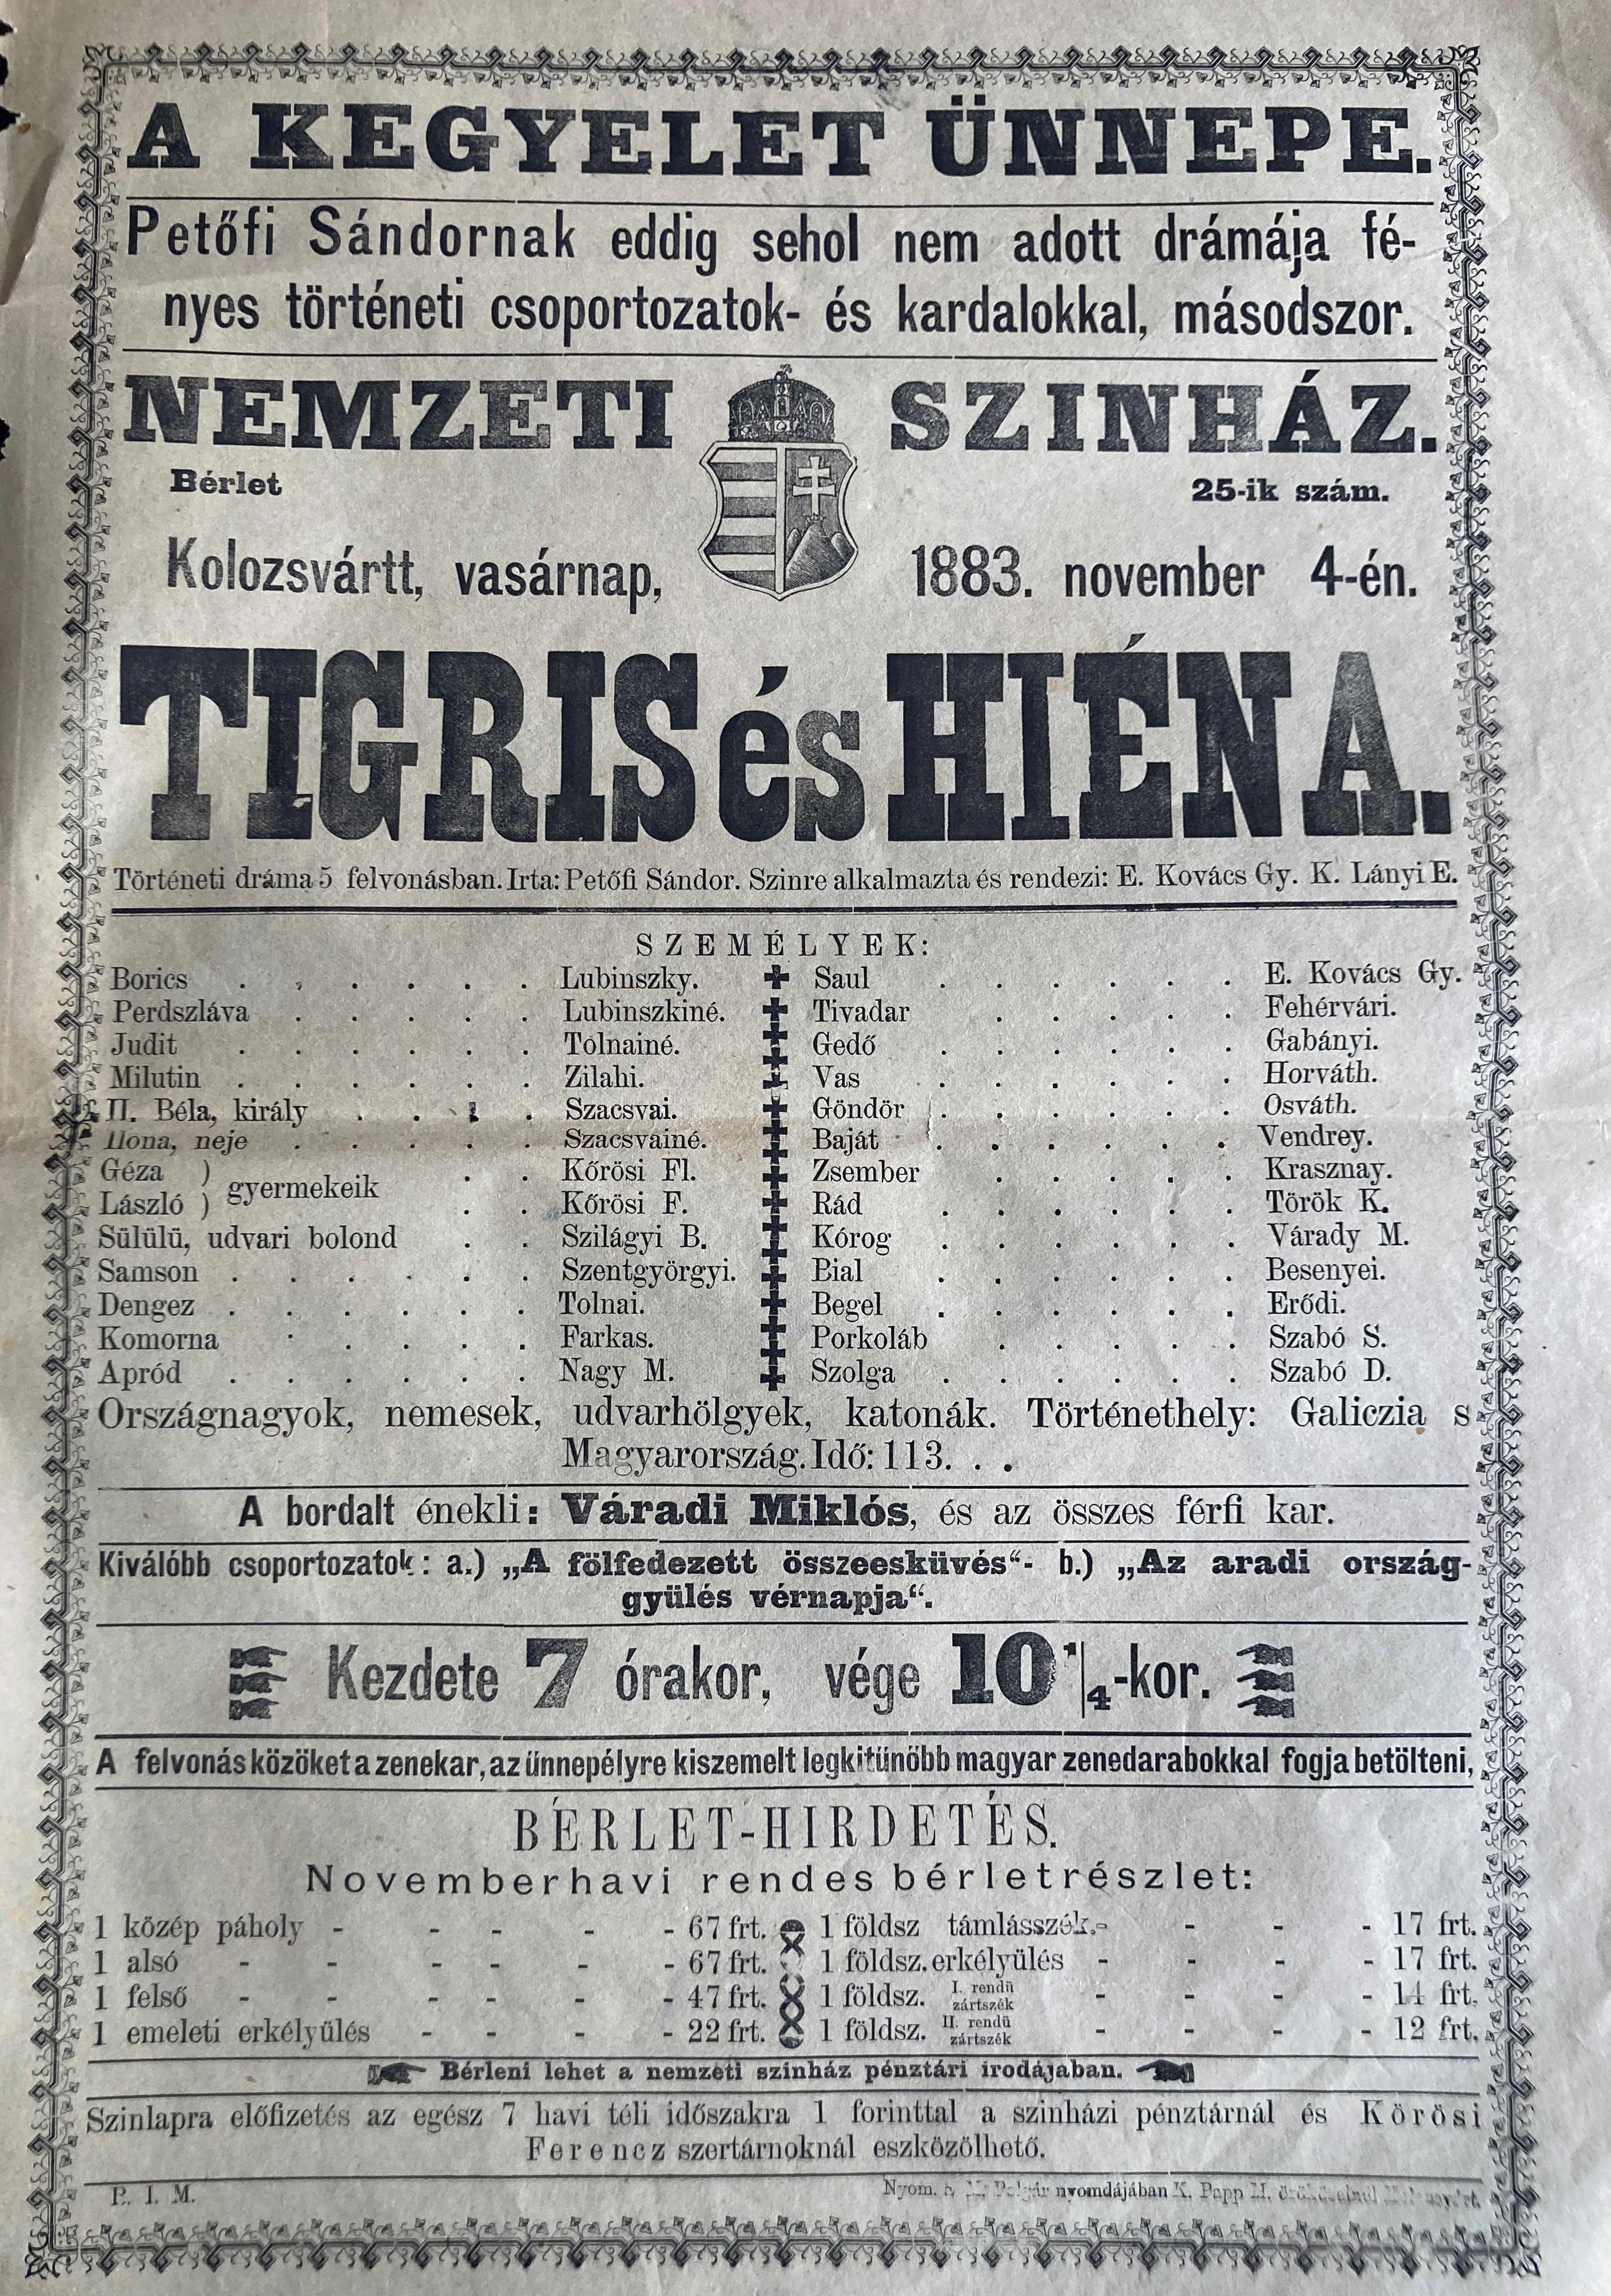 A KEGYELET ÜNNEPE.
Petőfi Sándornak eddig sehol nem adott drámája fé-
nyes történeti csoportozatok- és kardalokkal, másodszor.
NEMZETI SZINHÁZ.
Bérlet 25-ik szám.
Kolozsvártt, vasárnap, 1883. november 4-én.
TIGRIS és HIÉNA.
Történeti dráma 5 felvonásban. Irta: Petőfi Sándor. Szinre alkalmazta és rendezi: E. Kovács Gy. K. Lányi E.
SZEMÉLYEK:
Borics . . . . . . Lubinszky.
Perdszláva . . . . . Lubinszkiné.
Judit . . . . . . Tolnainé.
Milutin . . . . . . Zilahi.
II. Béla, király . . . . Szacsvai.
Ilona, neje . . . . . Szacsvainé.
Géza ) gyermekeik . . Kőrösi Fl.
László ) . . Kőrösi F.
Sülülü, udvari bolond . . Szilágyi B.
Samson . . . . . . Szentgyörgyi.
Dengez . . . . . . Tolnai.
Komorna . . . . . Farkas.
Apród . . . . . . Nagy M.
Saul . . . . . . E. Kovács Gy.
Tivadar . . . . . Fehérvári.
Gedő . . . . . . Gabányi.
Vas . . . . . . Horváth.
Göndör . . . . . . Osváth.
Baját . . . . . . Vendrey.
Zsember . . . . . Krasznay.
Rád . . . . . . Török K.
Kórog . . . . . . Várady M.
Bial . . . . . . Besenyei.
Begel . . . . . . Erődi.
Porkoláb . . . . . Szabó S.
Szolga . . . . . . Szabó D.
Országnagyok, nemesek, udvarhölgyek, katonák. Történethely: Galiczia s
Magyarország. Idő: 113. . .
A bordalt énekli: Váradi Miklós, és az összes férfi kar.
Kiválóbb csoportozatok: a.) „A fölfedezett összeesküvés“- b.) „Az aradi ország-
gyülés vérnapja“.
Kezdete 7 órakor, vége 10 1/4-kor.
A felvonás közöket a zenekar, az ünnepélyre kiszemelt legkitünöbb magyar zenedarabokkal fogja betölteni,
BÉRLET-HIRDETÉS.
Novemberhavi rendes bérletrészlet:
1 közép páholy - - - - - 67 frt.
1 alsó - - - - - - 67 frt.
1 felső - - - - - - 47 frt.
1 emeleti erkélyülés - - - - 22 frt.
1 földsz támlásszék.- - - - 17 frt.
1 földsz. erkélyülés - - - - 17 frt.
1 földsz. I. rendü zártszék - - - - 14 frt.
1 földsz. II. rendü zártszék - - - - 12 frt.
Bérleni lehet a nemzeti szinház pénztári irodájában.
Szinlapra előfizetés az egész 7 havi téli időszakra 1 forinttal a szinházi pénztárnál és Körösi
Ferencz szertárnoknál eszközölhető.
P. I. M.
Nyom. nyomdájában K. Papp M.